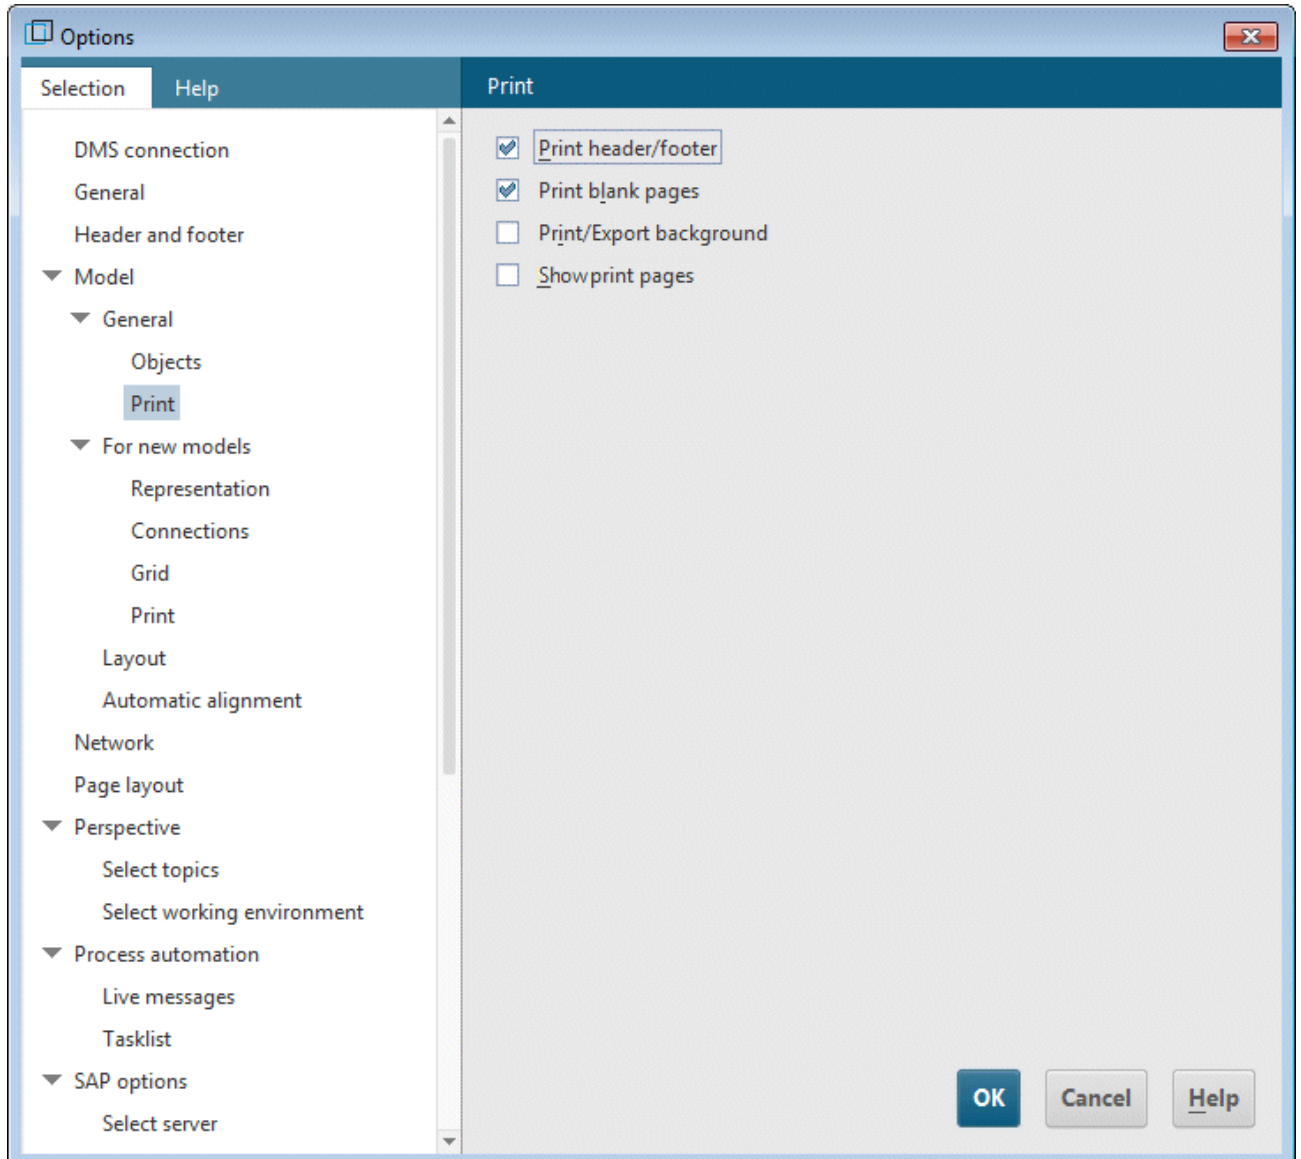 Options
Selection Help
DMS connection
General
Header and footer
Model
General
Objects
Print
For new models
Representation
Connections
Grid
Print
Layout
Automatic alignment
Network
Page layout
Perspective
Select topics
Select working environment
Process automation
Live messages
Tasklist
SAP options
Select server
Print
Print header/footer
Print blank pages
Print/Export background
Show print pages
OK Cancel Help